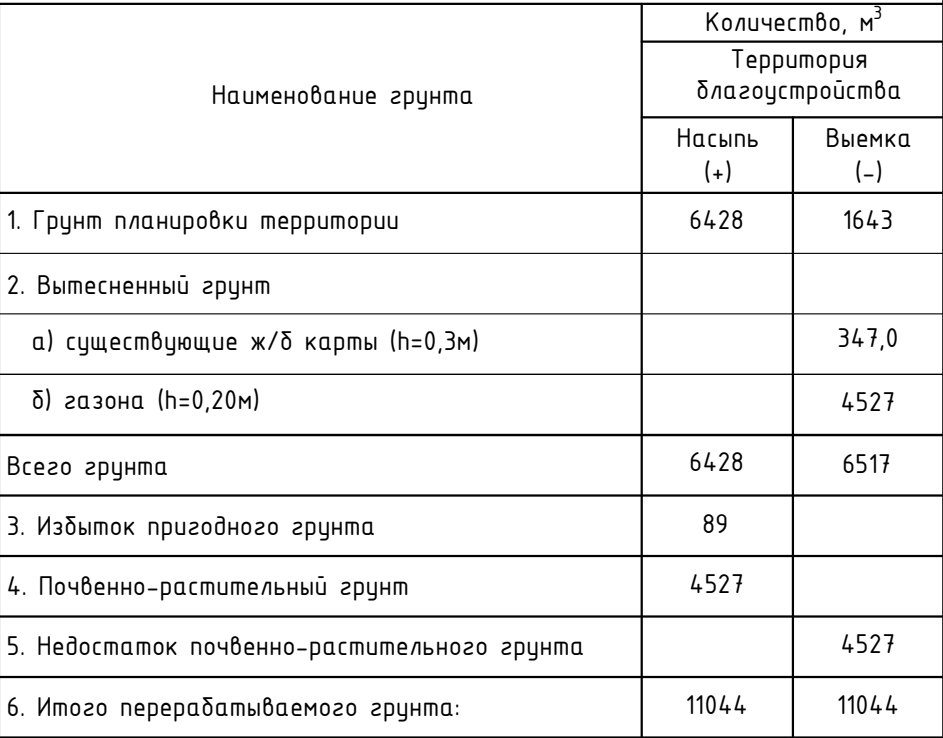 Количество, м³
Территория
благоустройства
Наименование грунта
Насыпь
(+)
Выемка
(-)
1. Грунт планировки территории 6428 1643
2. Вытесненный грунт
а) существующие ж/б карты (h=0,3м) 347,0
б) газона (h=0,20м) 4527
Всего грунта 6428 6517
3. Избыток пригодного грунта 89
4. Почвенно-растительный грунт 4527
5. Недостаток почвенно-растительного грунта 4527
6. Итого перерабатываемого грунта: 11044 11044